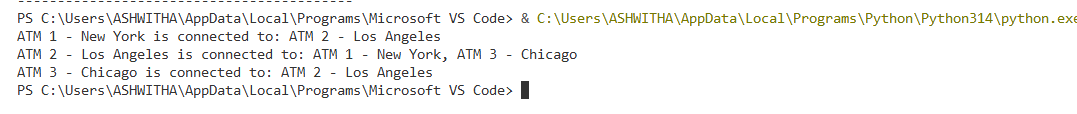 --------------------------------------------
PS C:\Users\ASHWITHA\AppData\Local\Programs\Microsoft VS Code> & C:\Users\ASHWITHA\AppData\Local\Programs\Python\Python314\python.exe
ATM 1 - New York is connected to: ATM 2 - Los Angeles
ATM 2 - Los Angeles is connected to: ATM 1 - New York, ATM 3 - Chicago
ATM 3 - Chicago is connected to: ATM 2 - Los Angeles
PS C:\Users\ASHWITHA\AppData\Local\Programs\Microsoft VS Code>